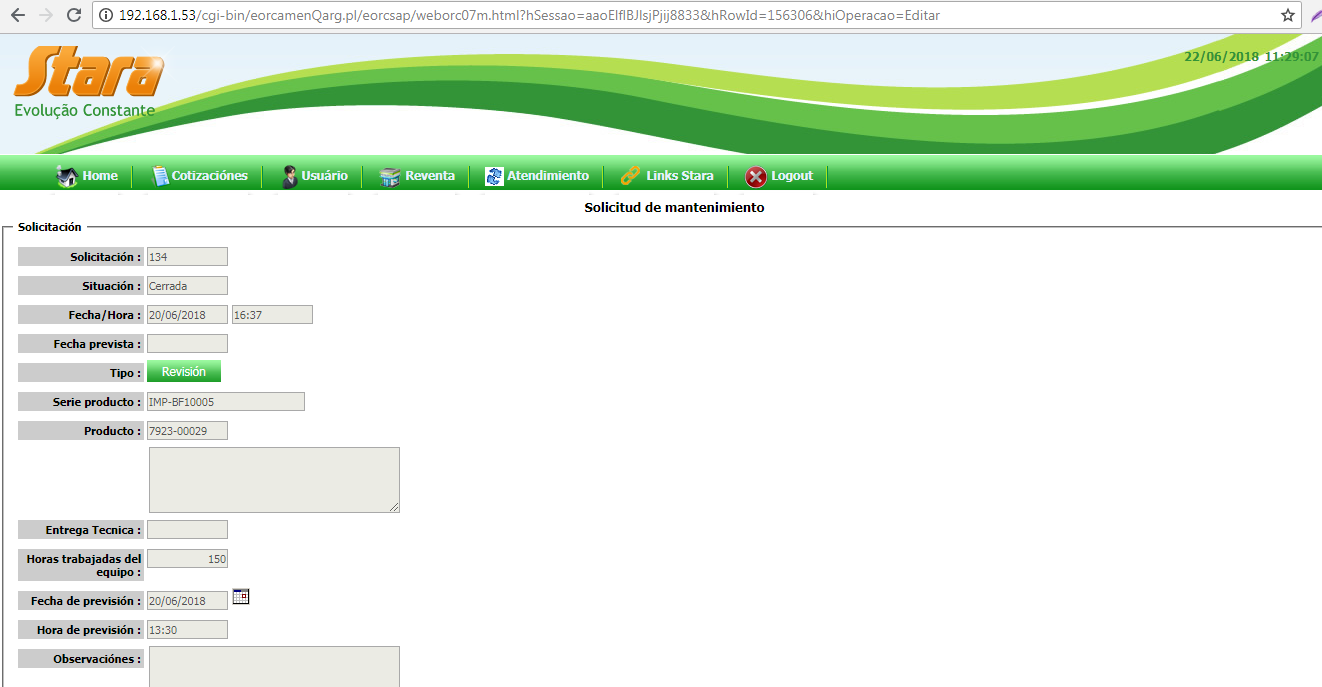 192.168.1.53/cgi-bin/eorcamenQarg.pl/eorcsap/weborc07m.html?hSessao=aaoElflBJlsjPjij8833&hRowId=156306&hiOperacao=Editar
Stara
Evolução Constante
22/06/2018 11:29:07
Home Cotizaciónes Usuário Reventa Atendimiento Links Stara Logout
Solicitud de mantenimiento
Solicitación
Solicitación : 134
Situación : Cerrada
Fecha/Hora : 20/06/2018 16:37
Fecha prevista :
Tipo : Revisión
Serie producto : IMP-BF10005
Producto : 7923-00029
Entrega Tecnica :
Horas trabajadas del
equipo : 150
Fecha de previsión : 20/06/2018
Hora de previsión : 13:30
Observaciónes :